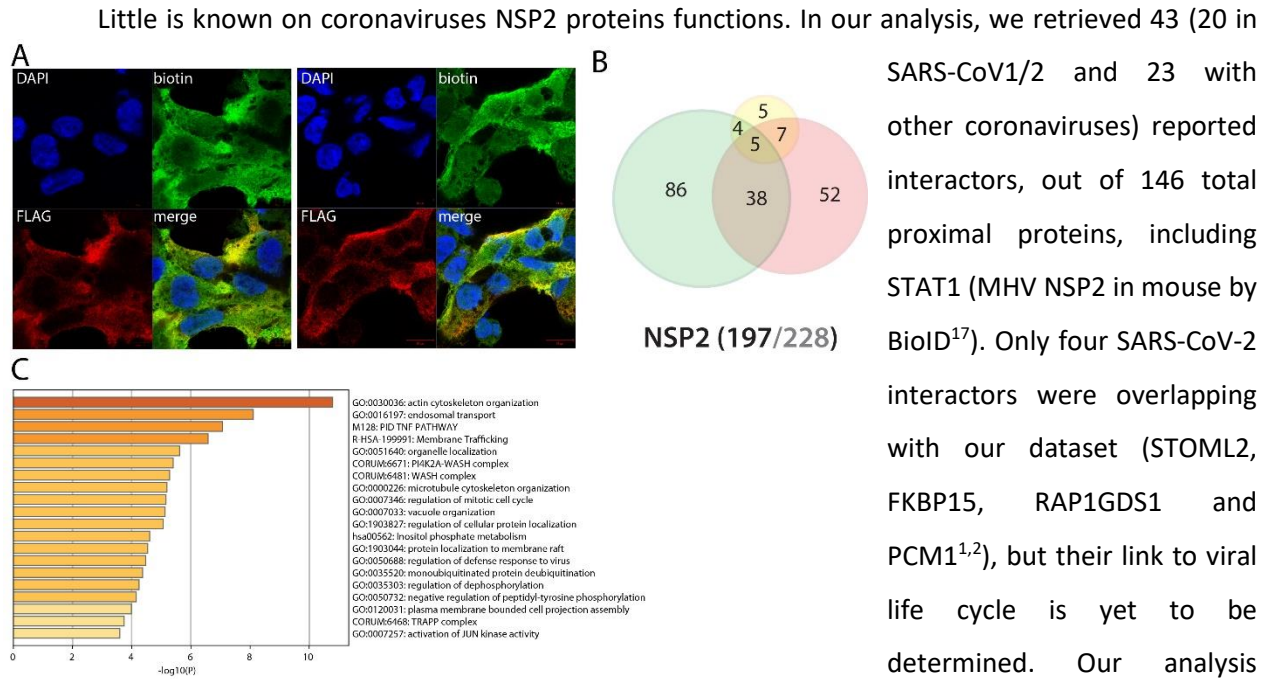 Little is known on coronaviruses NSP2 proteins functions. In our analysis, we retrieved 43 (20 in
SARS-CoV1/2 and 23 with
other coronaviruses) reported
interactors, out of 146 total
proximal proteins, including
STAT1 (MHV NSP2 in mouse by
BioID17). Only four SARS-CoV-2
interactors were overlapping
with our dataset (STOML2,
FKBP15, RAP1GDS1 and
PCM11,2), but their link to viral
life cycle is yet to be
determined. Our analysis
A
DAPI
biotin
FLAG
merge
DAPI
biotin
FLAG
merge
B
5
4
7
5
86
38
52
NSP2 (197/228)
C
GO:0030036: actin cytoskeleton organization
GO:0016197: endosomal transport
M128: PID TNF PATHWAY
R-HSA-199991: Membrane Trafficking
GO:0051640: organelle localization
CORUM:6671: PI4K2A-WASH complex
CORUM:6481: WASH complex
GO:0000226: microtubule cytoskeleton organization
GO:0007346: regulation of mitotic cell cycle
GO:0007033: vacuole organization
GO:1903827: regulation of cellular protein localization
hsa00562: Inositol phosphate metabolism
GO:1903044: protein localization to membrane raft
GO:0050688: regulation of defense response to virus
GO:0035520: monoubiquitinated protein deubiquitination
GO:0035303: regulation of dephosphorylation
GO:0050732: negative regulation of peptidyl-tyrosine phosphorylation
GO:0120031: plasma membrane bounded cell projection assembly
CORUM:6468: TRAPP complex
GO:0007257: activation of JUN kinase activity
0 2 4 6 8 10
-log10(P)